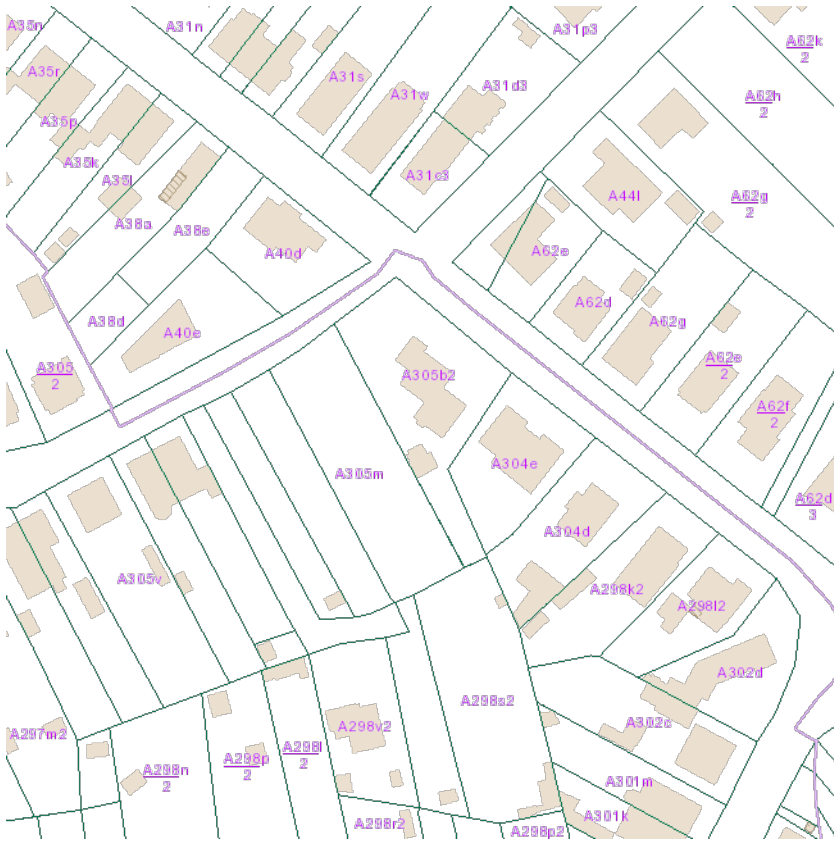 A35n
A31n
A31p3
A62k
2
A35r
A31s
A31w
A31d3
A62h
2
A35p
A35k
A35l
A31c3
A44l
A62g
2
A38a
A38e
A40d
A62e
A38d
A40e
A62d
A62g
A305
2
A305b2
A62e
2
A62f
2
A305m
A304e
A62d
3
A304d
A305v
A298k2
A298l2
A302d
A298s2
A297m2
A298n
2
A298p
2
A298l
2
A298v2
A302c
A301m
A298r2
A298p2
A301k